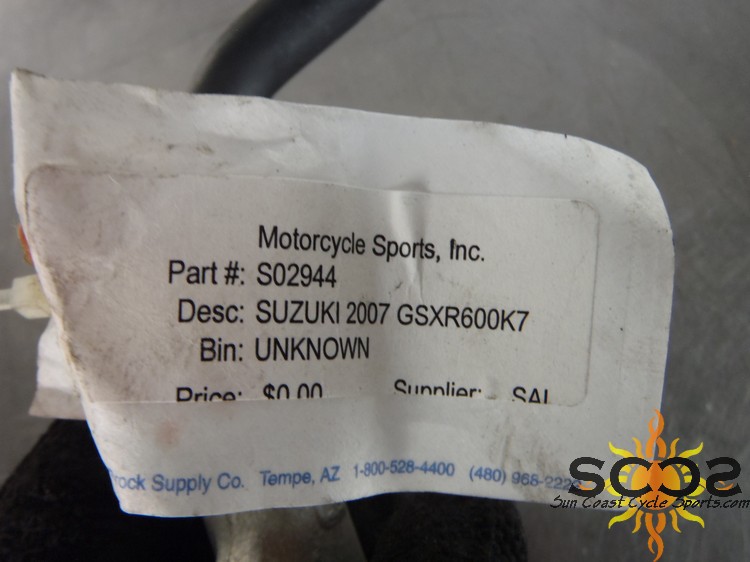 Motorcycle Sports, Inc.
Part #: S02944
Desc: SUZUKI 2007 GSXR600K7
Bin: UNKNOWN
Price: $0.00 Supplier: SAL
Supply Co. Tempe, AZ 1-800-528-4400 (480) 968-2222
SCCS
Sun Coast Cycle Sports.com